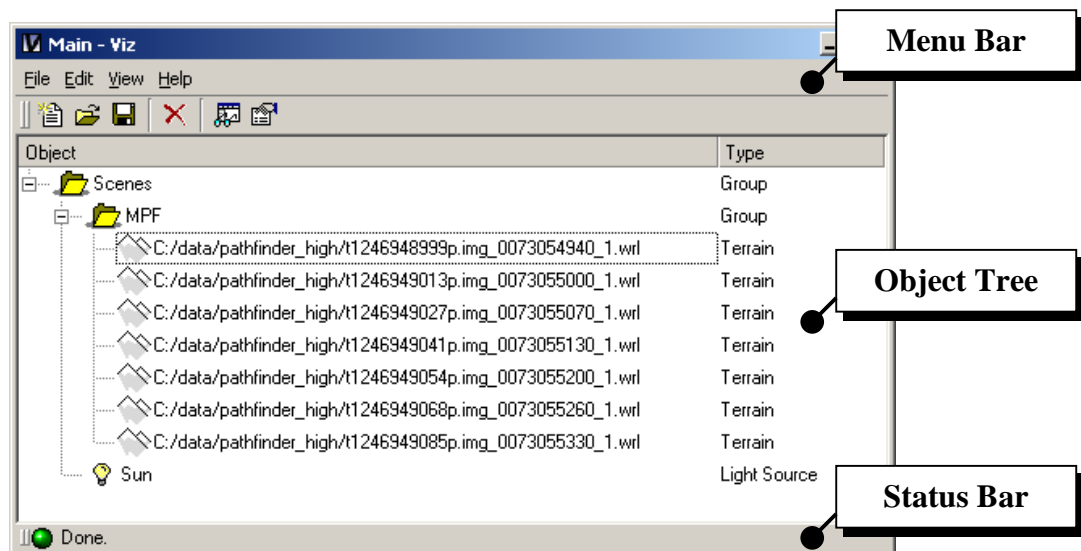 Main - Viz
Menu Bar
File Edit View Help
Object Type
Scenes Group
MPF Group
C:/data/pathfinder_high/t1246948999p.img_0073054940_1.wrl Terrain
C:/data/pathfinder_high/t1246949013p.img_0073055000_1.wrl Terrain
Object Tree
C:/data/pathfinder_high/t1246949027p.img_0073055070_1.wrl Terrain
C:/data/pathfinder_high/t1246949041p.img_0073055130_1.wrl Terrain
C:/data/pathfinder_high/t1246949054p.img_0073055200_1.wrl Terrain
C:/data/pathfinder_high/t1246949068p.img_0073055260_1.wrl Terrain
C:/data/pathfinder_high/t1246949085p.img_0073055330_1.wrl Terrain
Sun Light Source
Status Bar
Done.